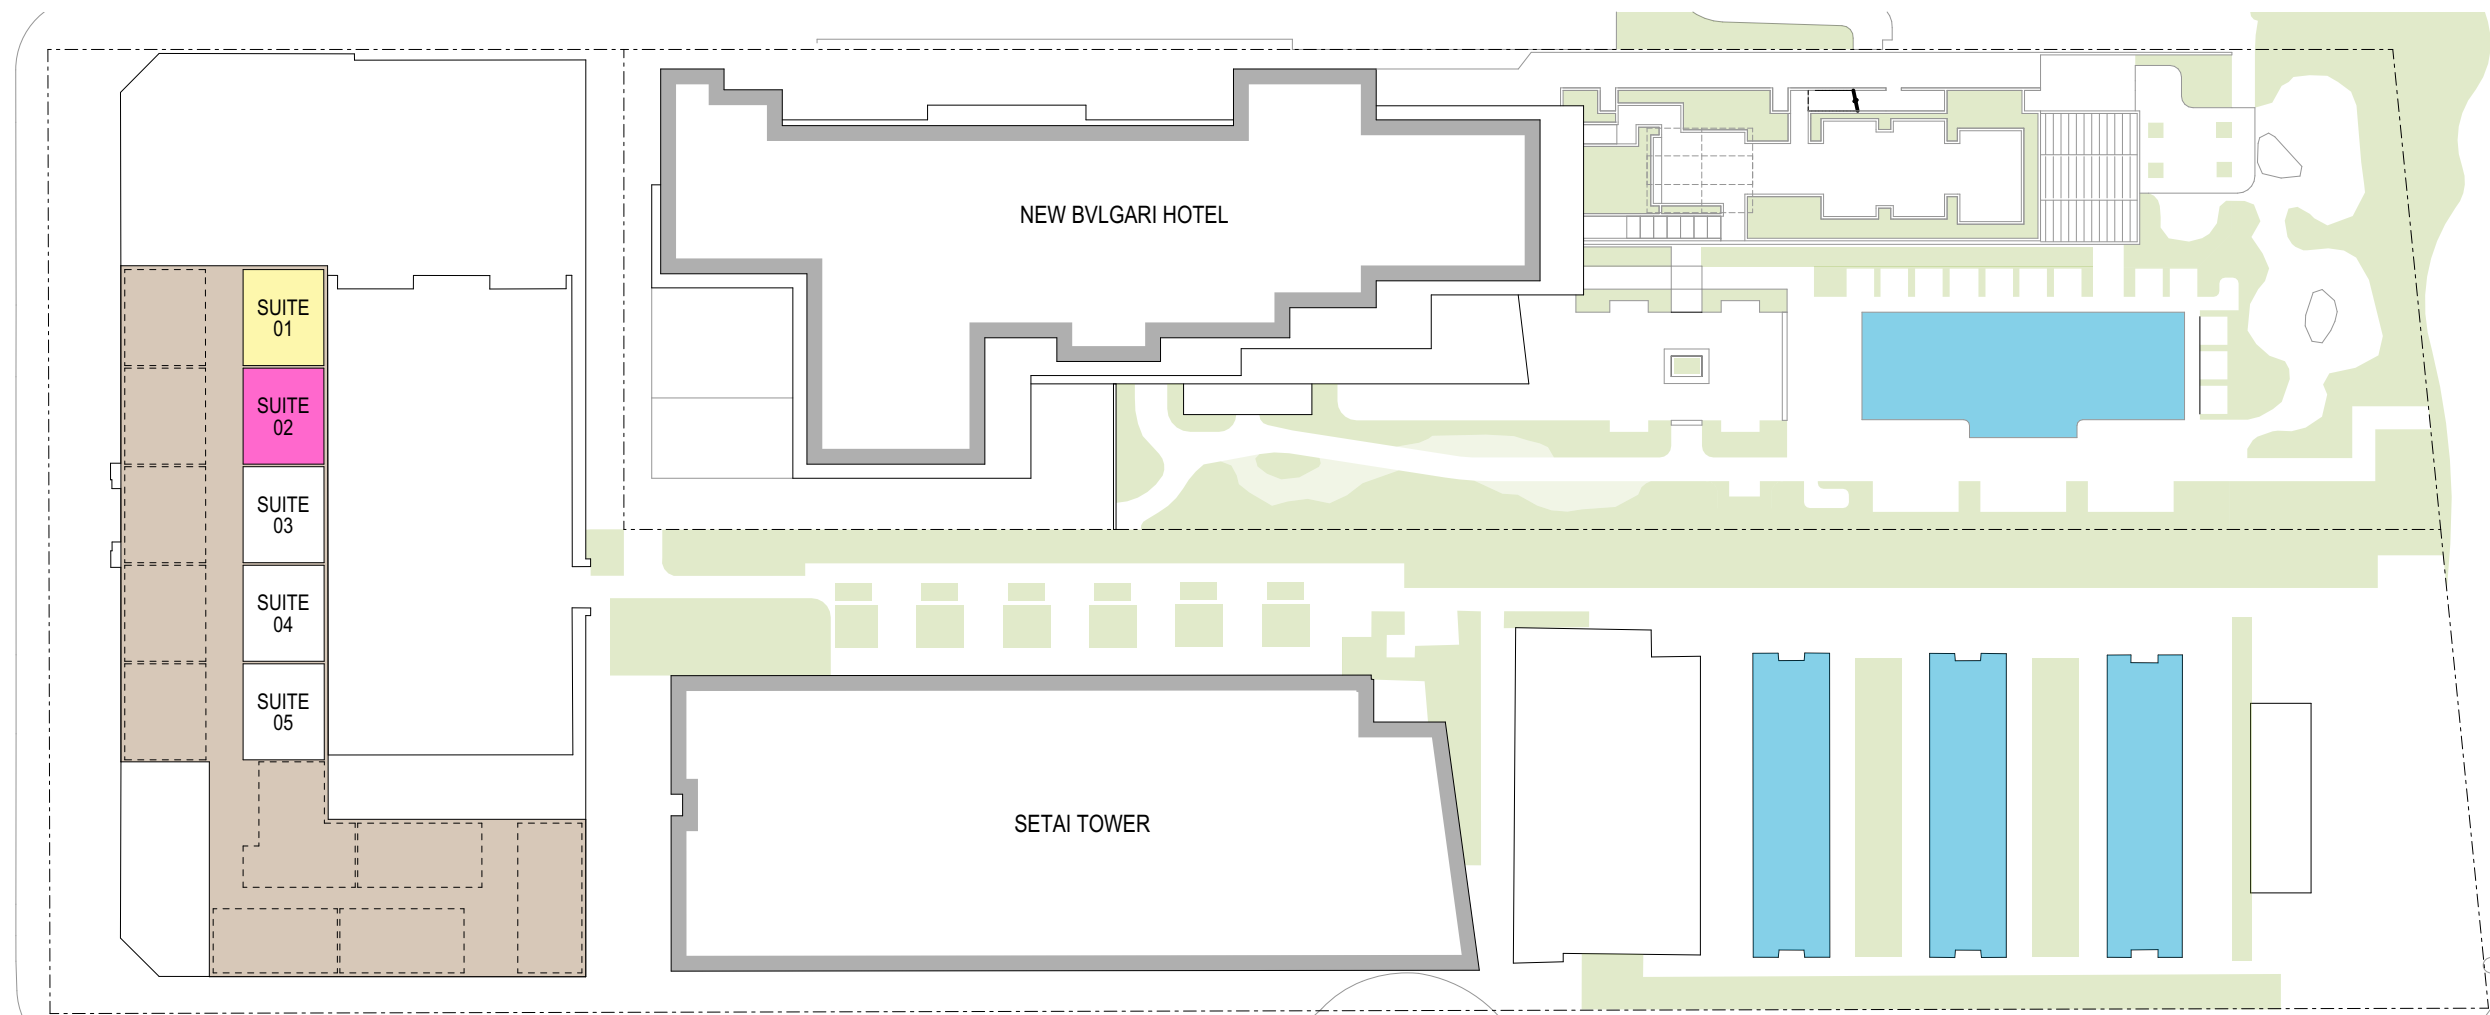 NEW BVLGARI HOTEL
SUITE
01
SUITE
02
SUITE
03
SUITE
04
SUITE
05
SETAI TOWER